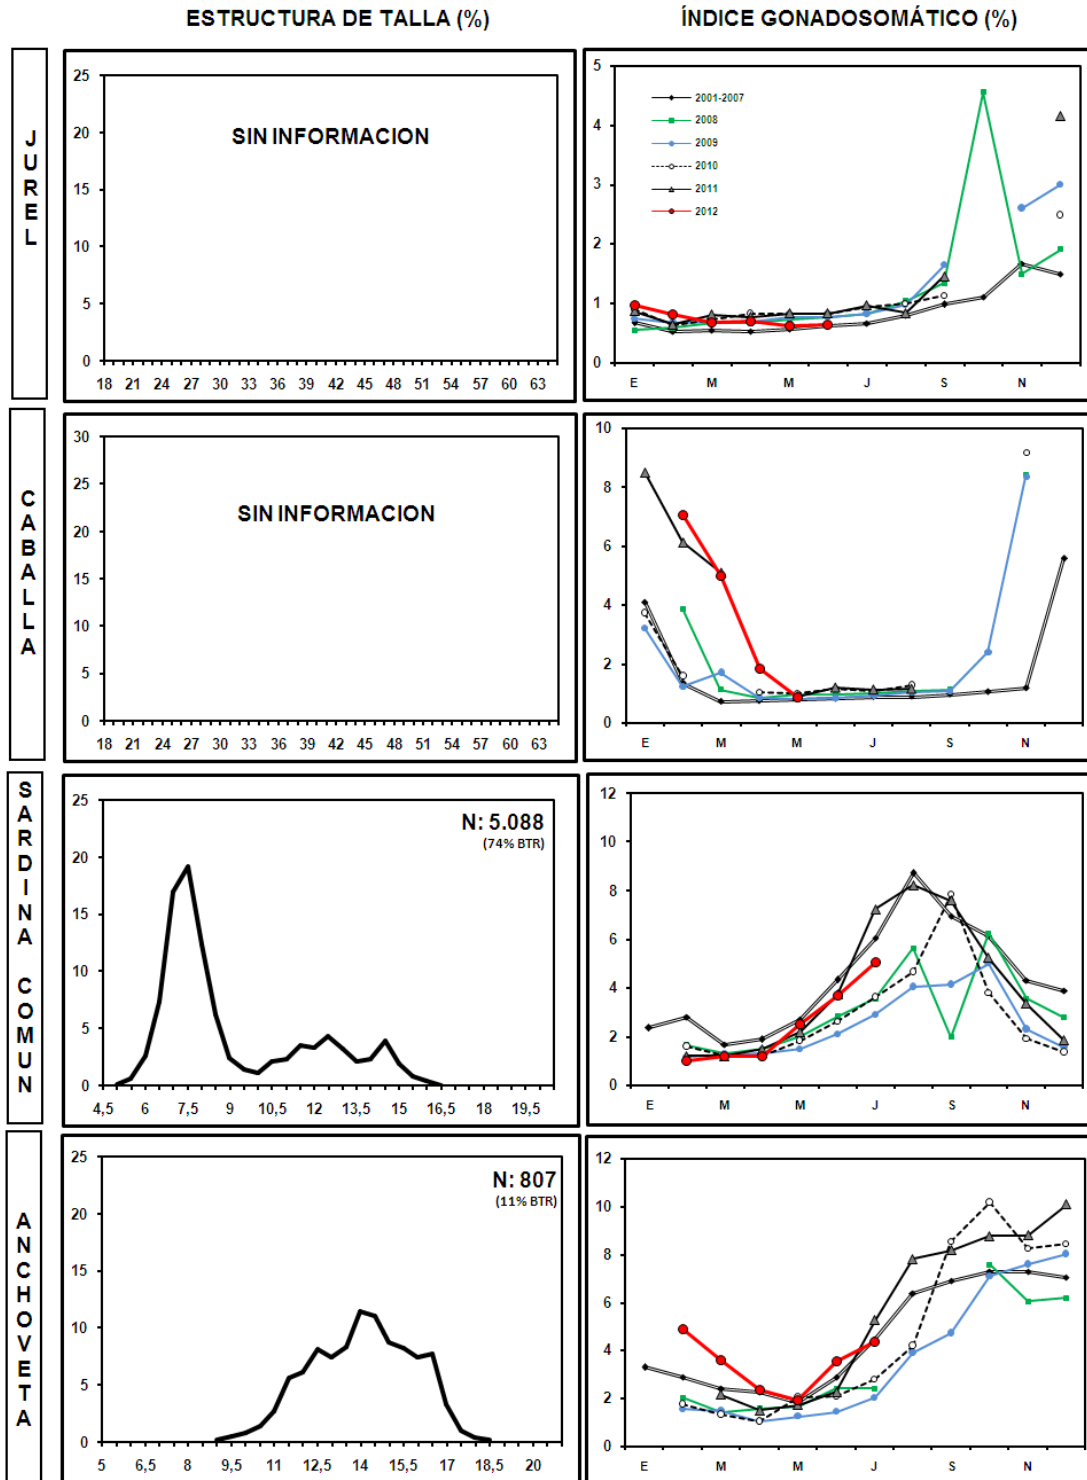 ESTRUCTURA DE TALLA (%)
ÍNDICE GONADOSOMÁTICO (%)
JUREL
25
20
15
10
5
0
SIN INFORMACION
18 21 24 27 30 33 36 39 42 45 48 51 54 57 60 63
5
4
3
2
1
0
2001-2007
2008
2009
2010
2011
2012
E M M J S N
CABALLA
30
25
20
15
10
5
0
SIN INFORMACION
18 21 24 27 30 33 36 39 42 45 48 51 54 57 60 63
10
8
6
4
2
0
E M M J S N
SARDINA COMUN
25
20
15
10
5
0
N: 5.088
(74% BTR)
4,5 6 7,5 9 10,5 12 13,5 15 16,5 18 19,5
12
10
8
6
4
2
0
E M M J S N
ANCHOVETA
25
20
15
10
5
0
N: 807
(11% BTR)
5 6,5 8 9,5 11 12,5 14 15,5 17 18,5 20
12
10
8
6
4
2
0
E M M J S N